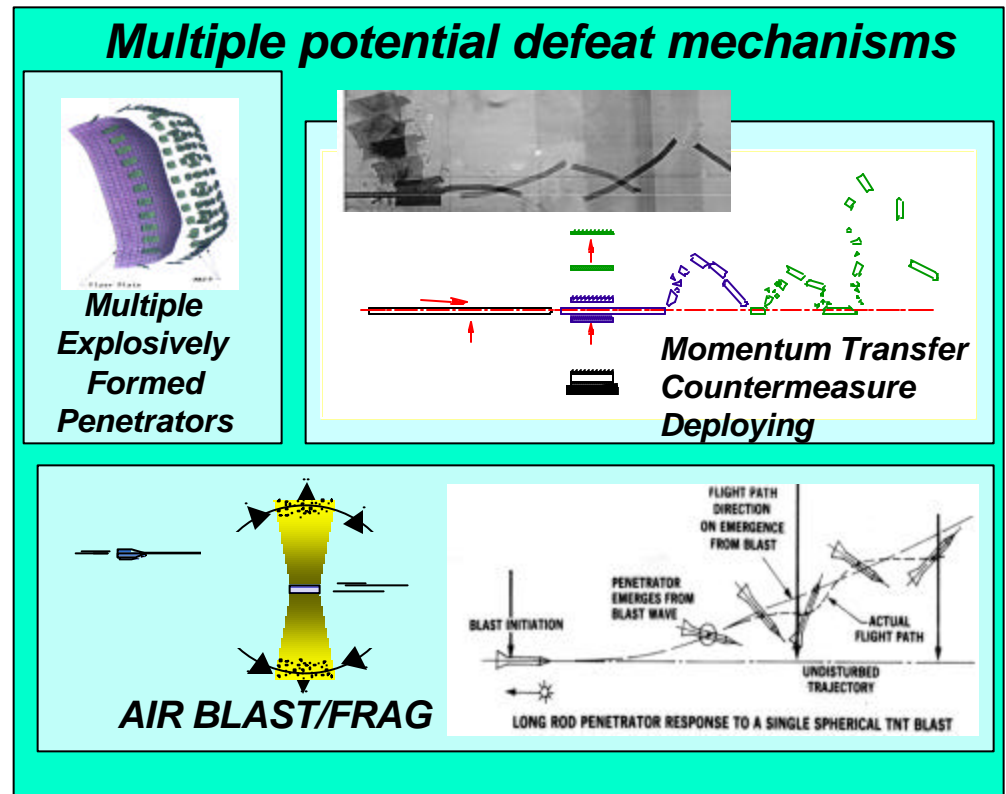 Multiple potential defeat mechanisms
Multiple
Explosively
Formed
Penetrators
Momentum Transfer
Countermeasure
Deploying
AIR BLAST/FRAG
BLAST INITIATION
PENETRATOR
EMERGES FROM
BLAST WAVE
FLIGHT PATH
DIRECTION
ON EMERGENCE
FROM BLAST
ACTUAL
FLIGHT PATH
UNDISTURBED
TRAJECTORY
LONG ROD PENETRATOR RESPONSE TO A SINGLE SPHERICAL TNT BLAST